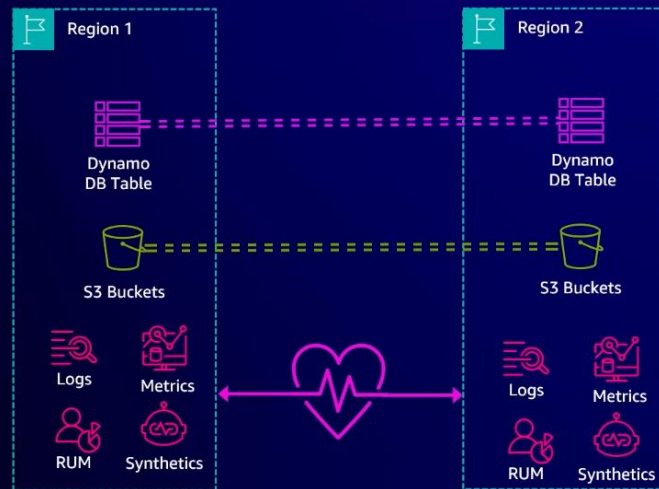 Region 1
Region 2
Dynamo
DB Table
Dynamo
DB Table
S3 Buckets
S3 Buckets
Logs
Metrics
RUM
Synthetics
Logs
Metrics
RUM
Synthetics